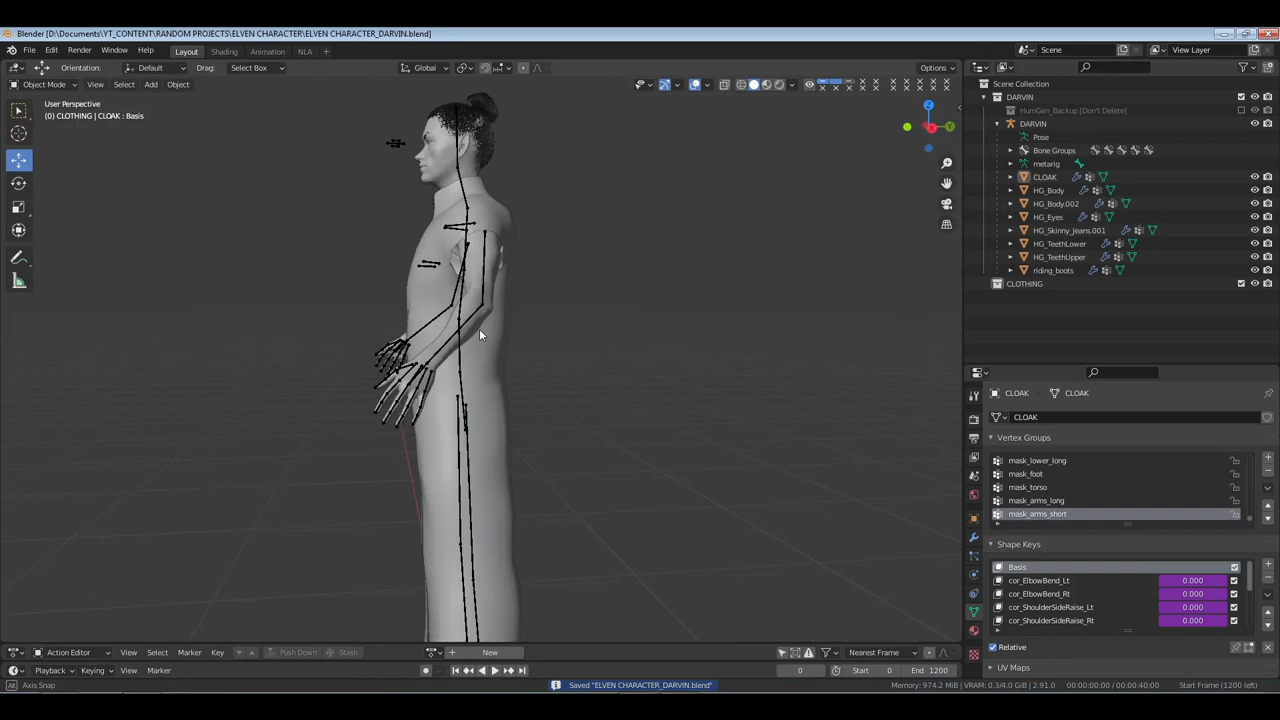 Blender [D:\Documents\YT_CONTENT\RANDOM PROJECTS\ELVEN CHARACTER\ELVEN CHARACTER_DARVIN.blend]
File Edit Render Window Help Layout Shading Animation NLA + Scene View Layer
Orientation: Default Drag: Select Box Global Options
Object Mode View Select Add Object
User Perspective
(0) CLOTHING | CLOAK : Basis
Z
Y
X
Scene Collection
DARVIN
HumGen_Backup [Don't Delete]
DARVIN
Pose
Bone Groups
metarig
CLOAK
HG_Body
HG_Body.002
HG_Eyes
HG_Skinny_Jeans.001
HG_TeethLower
HG_TeethUpper
riding_boots
CLOTHING
CLOAK CLOAK
CLOAK
Vertex Groups
mask_lower_long
mask_foot
mask_torso
mask_arms_long
mask_arms_short
Shape Keys
Basis
cor_ElbowBend_Lt 0.000
cor_ElbowBend_Rt 0.000
cor_ShoulderSideRaise_Lt 0.000
cor_ShoulderSideRaise_Rt 0.000
Relative
UV Maps
Action Editor View Select Marker Key Push Down Stash New Nearest Frame
Playback Keying View Marker 0 Start 0 End 1200
Axis Snap Saved "ELVEN CHARACTER_DARVIN.blend" Memory: 974.2 MiB | VRAM: 0.3/4.0 GiB | 2.91.0 00:00:00:00 / 00:00:40:00 Start Frame (1200 left)